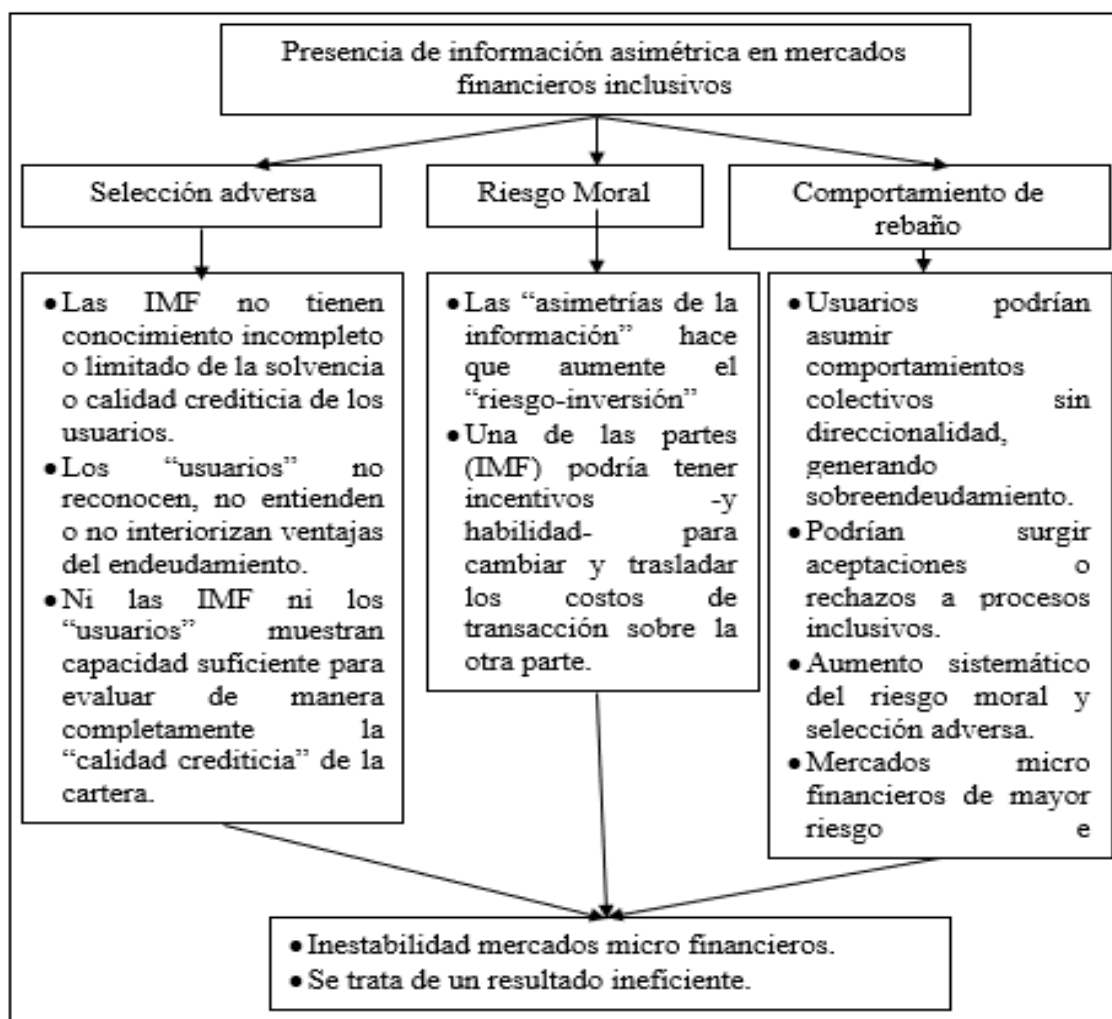 Presencia de información asimétrica en mercados
financieros inclusivos
Selección adversa
Riesgo Moral
Comportamiento de
rebaño
•Las IMF no tienen
conocimiento incompleto
o limitado de la solvencia
o calidad crediticia de los
usuarios.
•Los “usuarios” no
reconocen, no entienden
o no interiorizan ventajas
del endeudamiento.
•Ni las IMF ni los
“usuarios” muestran
capacidad suficiente para
evaluar de manera
completamente la
“calidad crediticia” de la
cartera.
•Las “asimetrías de la
información” hace
que aumente el
“riesgo-inversión”
•Una de las partes
(IMF) podría tener
incentivos -y
habilidad- para
cambiar y trasladar
los costos de
transacción sobre la
otra parte.
•Usuarios podrían
asumir
comportamientos
colectivos sin
direccionalidad,
generando
sobreendeudamiento.
•Podrían surgir
aceptaciones o
rechazos a procesos
inclusivos.
•Aumento sistemático
del riesgo moral y
selección adversa.
•Mercados micro
financieros de mayor
riesgo e
•Inestabilidad mercados micro financieros.
•Se trata de un resultado ineficiente.